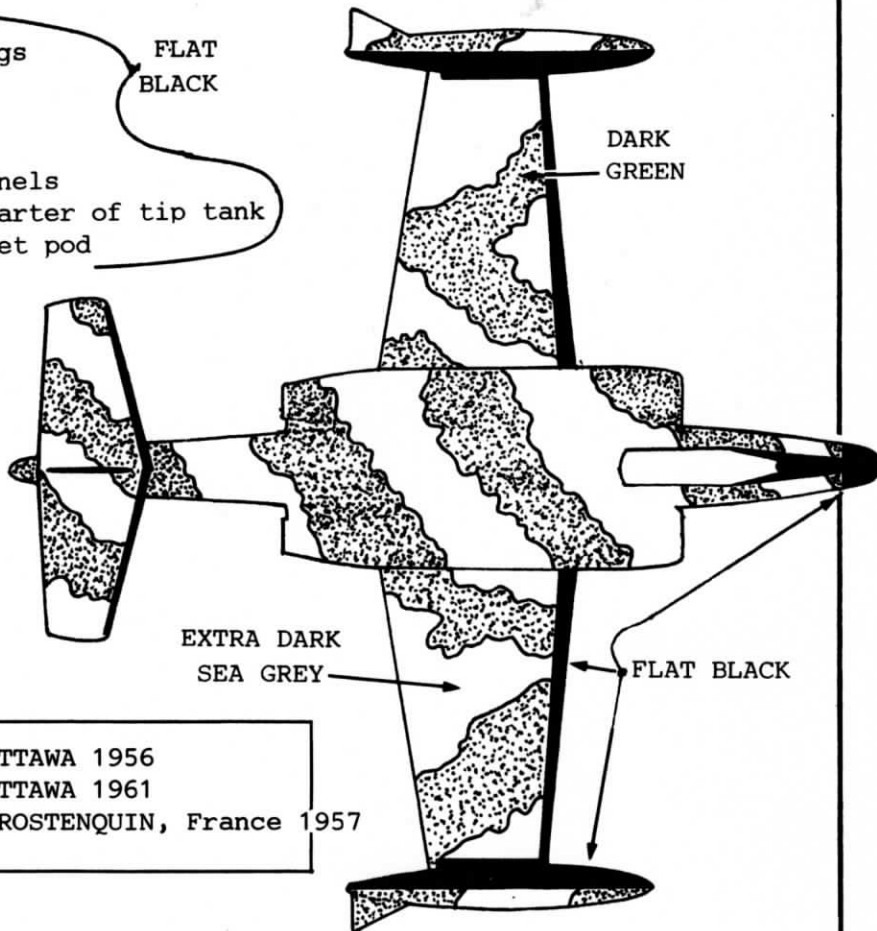 gs
FLAT
BLACK
nels
arter of tip tank
et pod
DARK
GREEN
EXTRA DARK
SEA GREY
FLAT BLACK
TTAWA 1956
TTAWA 1961
ROSTENQUIN, France 1957